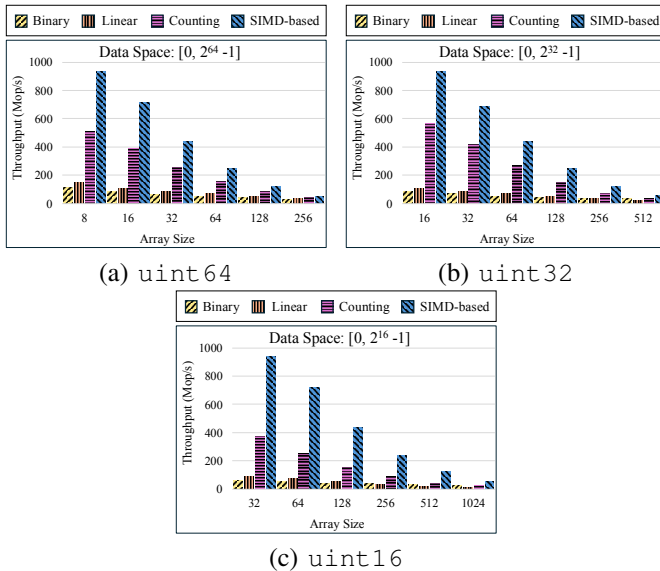 Binary Linear Counting SIMD-based
Data Space: [0, 2⁶⁴ -1]
Throughput (Mop/s)
1000
800
600
400
200
0
8 16 32 64 128 256
Array Size
(a) uint64
Binary Linear Counting SIMD-based
Data Space: [0, 2³² -1]
Throughput (Mop/s)
1000
800
600
400
200
0
16 32 64 128 256 512
Array Size
(b) uint32
Binary Linear Counting SIMD-based
Data Space: [0, 2¹⁶ -1]
Throughput (Mop/s)
1000
800
600
400
200
0
32 64 128 256 512 1024
Array Size
(c) uint16